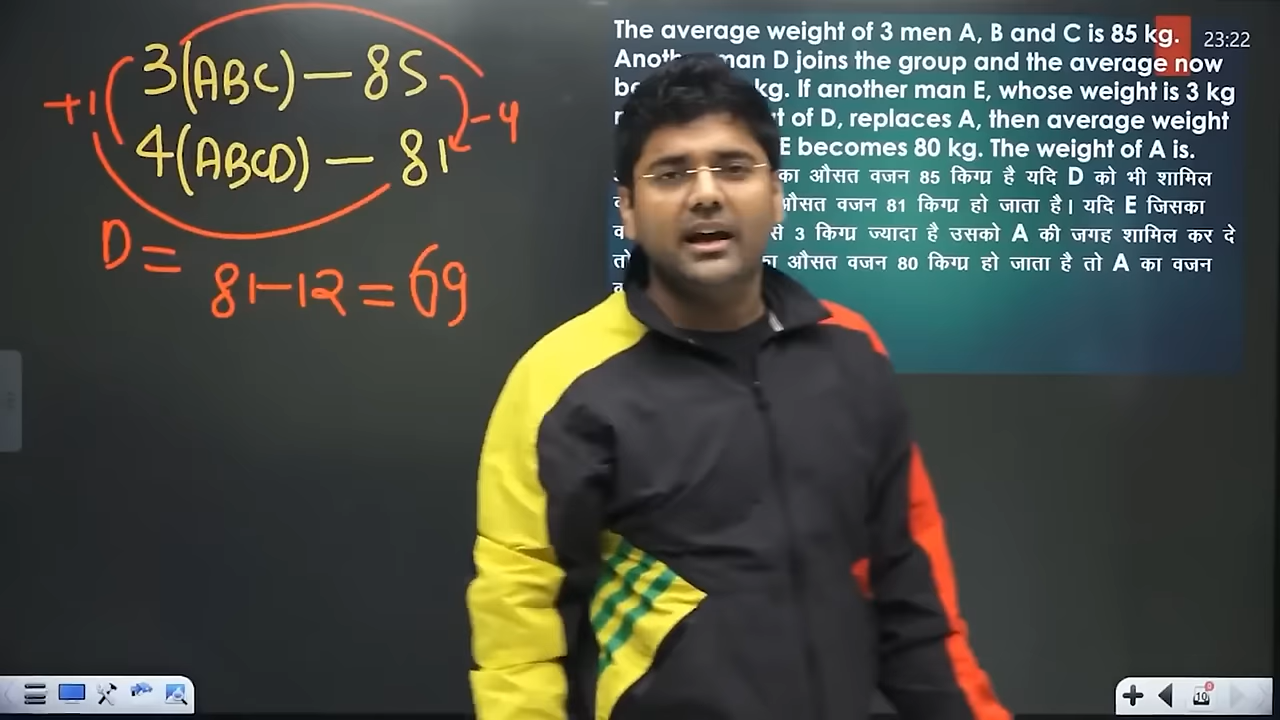 3(ABC) – 85
+1
-4
4(ABCD) – 81
D = 81-12 = 69
The average weight of 3 men A, B and C is 85 kg.
man D joins the group and the average now
kg. If another man E, whose weight is 3 kg
of D, replaces A, then average weight
E becomes 80 kg. The weight of A is.
का औसत वजन 85 किग्रा है यदि D को भी शामिल
औसत वजन 81 किग्रा हो जाता है। यदि E जिसका
से 3 किग्रा ज्यादा है उसको A की जगह शामिल कर दे
तो औसत वजन 80 किग्रा हो जाता है तो A का वजन
23:22
10